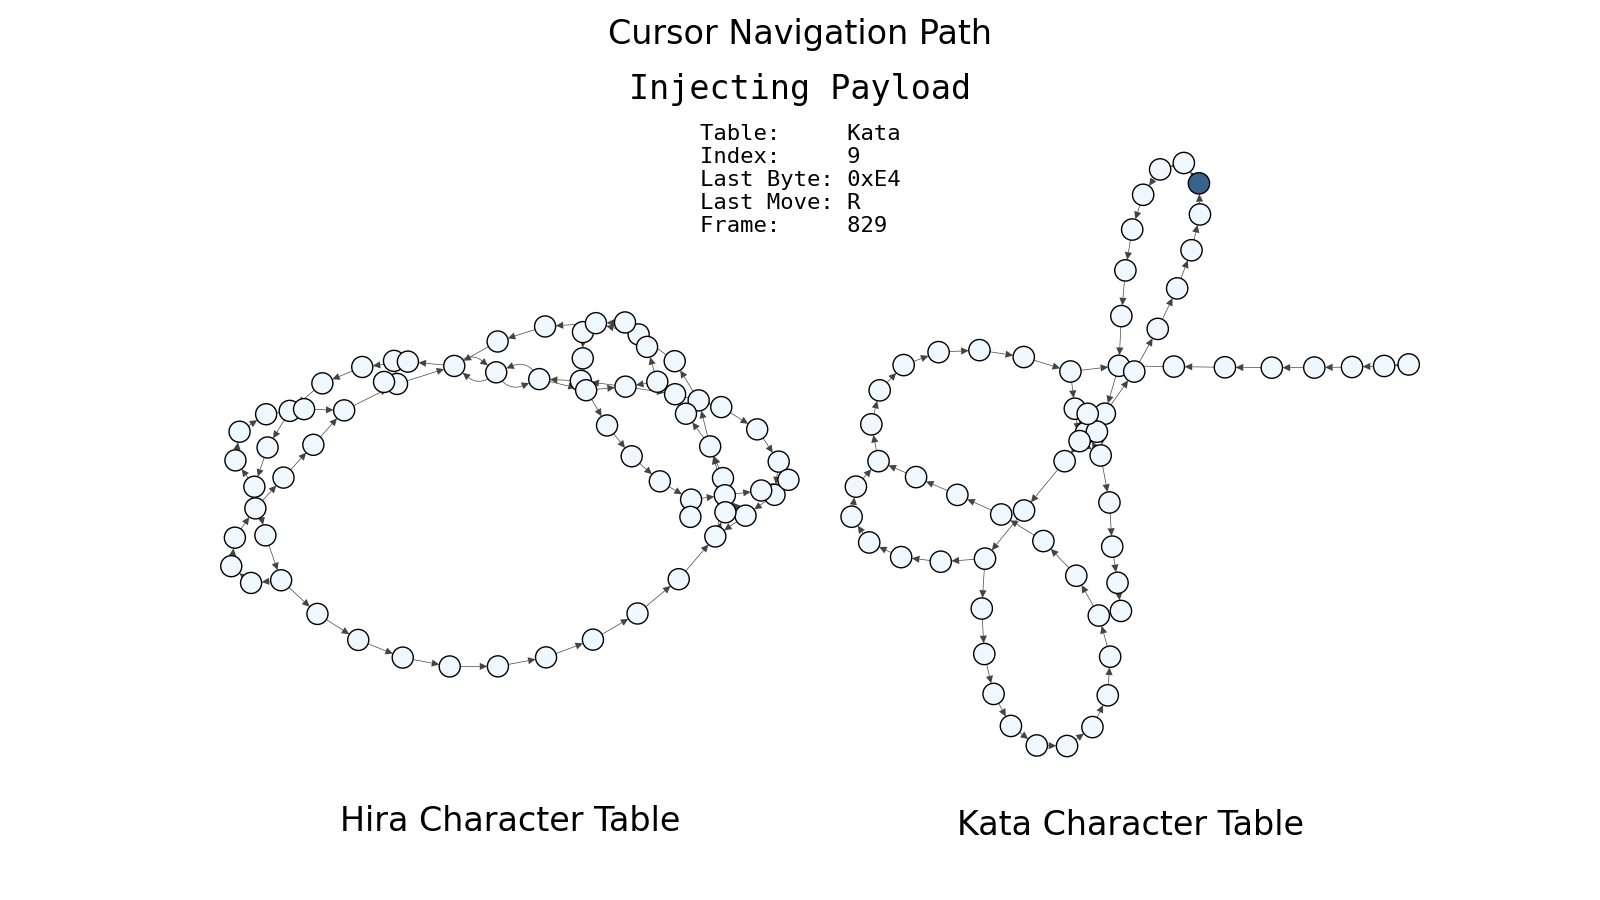 Cursor Navigation Path
Injecting Payload
Table: Kata
Index: 9
Last Byte: 0xE4
Last Move: R
Frame: 829
Hira Character Table
Kata Character Table